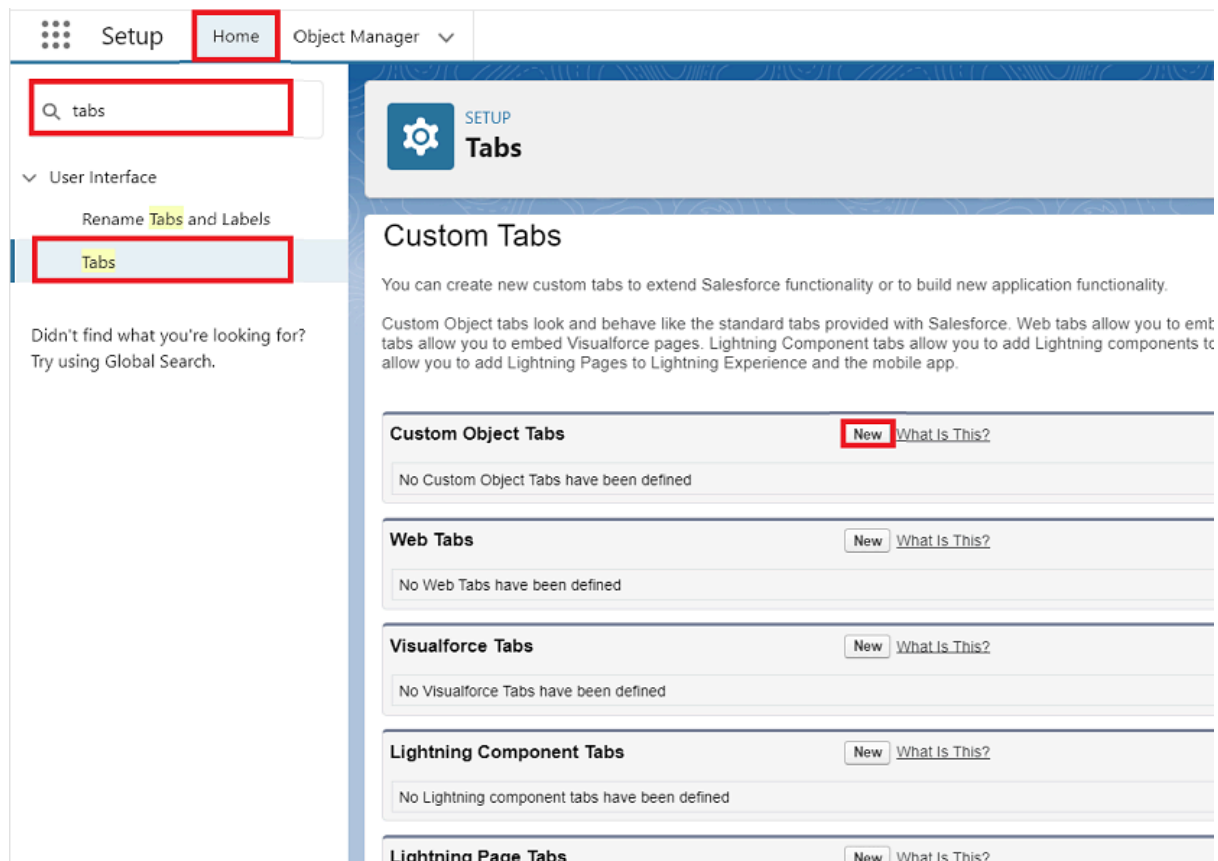 Setup
Home
Object Manager
tabs
User Interface
Rename Tabs and Labels
Tabs
Didn't find what you're looking for?
Try using Global Search.
SETUP
Tabs
Custom Tabs
You can create new custom tabs to extend Salesforce functionality or to build new application functionality.
Custom Object tabs look and behave like the standard tabs provided with Salesforce. Web tabs allow you to emb
tabs allow you to embed Visualforce pages. Lightning Component tabs allow you to add Lightning components to
allow you to add Lightning Pages to Lightning Experience and the mobile app.
Custom Object Tabs New What Is This?
No Custom Object Tabs have been defined
Web Tabs New What Is This?
No Web Tabs have been defined
Visualforce Tabs New What Is This?
No Visualforce Tabs have been defined
Lightning Component Tabs New What Is This?
No Lightning component tabs have been defined
Lightning Page Tabs New What Is This?